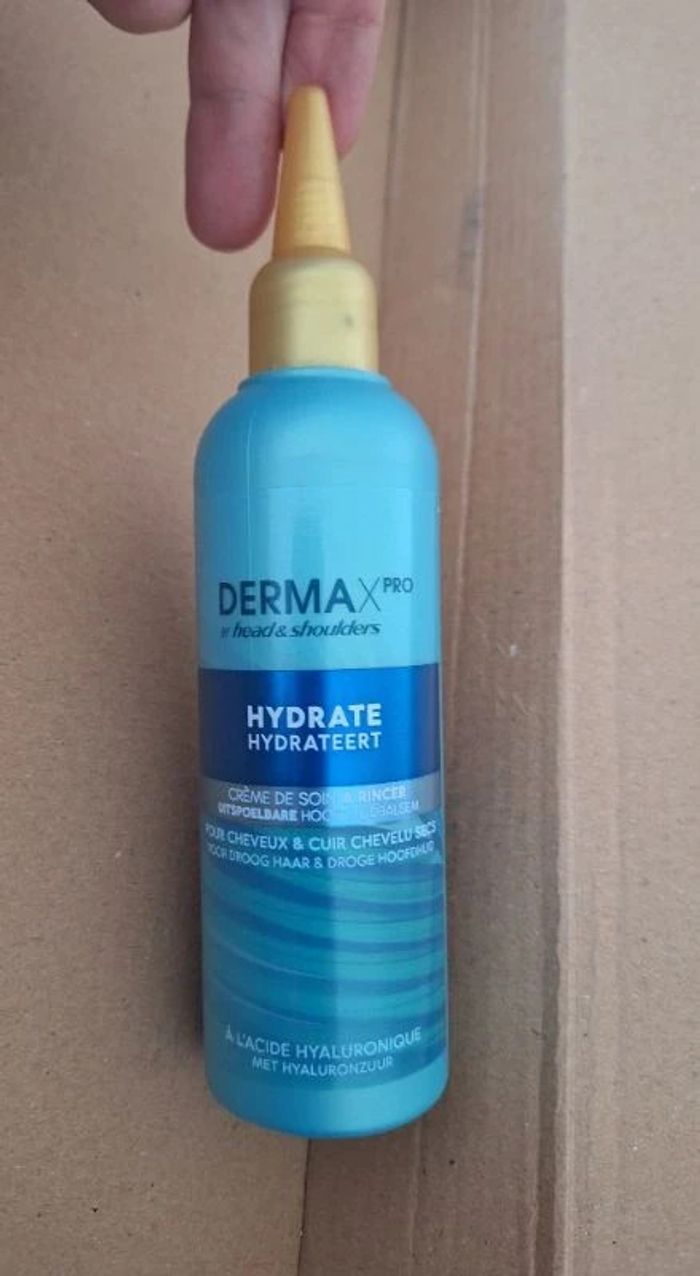 DERMAXPRO
head & shoulders
HYDRATE
HYDRATEERT
CRÈME DE SOIN À RINCER
UITSPOELBARE
POUR CHEVEUX & CUIR CHEVELU SECS
VOOR DROOG HAAR & DROGE HOOFDHUID
À L'ACIDE HYALURONIQUE
MET HYALURONZUUR